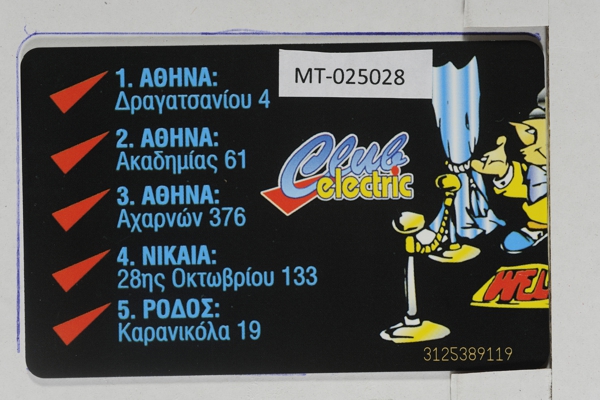 MT-025028
1. ΑΘΗΝΑ:
Δραγατσανίου 4
2. ΑΘΗΝΑ:
Ακαδημίας 61
3. ΑΘΗΝΑ:
Αχαρνών 376
4. ΝΙΚΑΙΑ:
28ης Οκτωβρίου 133
5. ΡΟΔΟΣ:
Καρανικόλα 19
Club
electric
WEL
3125389119